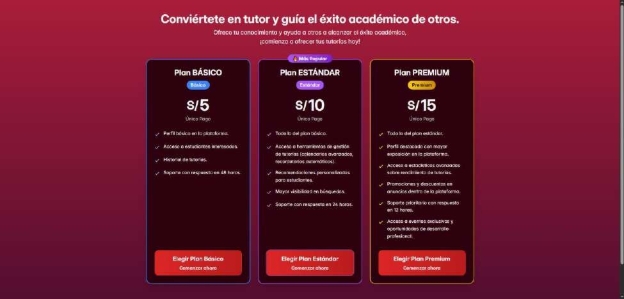 Conviértete en tutor y guía el éxito académico de otros.
Ofrece tu conocimiento y ayuda a otros a alcanzar el éxito académico,
¡comienza a ofrecer tus tutorías hoy!
Plan BÁSICO
Básico
S/5
Único Pago
Perfil básico en la plataforma.
Acceso a estudiantes interesados.
Historial de tutorías.
Soporte con respuesta en 48 horas.
Elegir Plan Básico
Comenzar ahora
Más Popular
Plan ESTÁNDAR
Estándar
S/10
Único Pago
Todo lo del plan básico.
Acceso a herramientas de gestión
de tutorías (calendarios avanzados,
recordatorios automáticos).
Recomendaciones personalizadas
para estudiantes.
Mayor visibilidad en búsquedas.
Soporte con respuesta en 24 horas.
Elegir Plan Estándar
Comenzar ahora
Plan PREMIUM
Premium
S/15
Único Pago
Todo lo del plan estándar.
Perfil destacado con mayor
exposición en la plataforma.
Acceso a estadísticas avanzadas
sobre rendimiento de tutorías.
Promociones y descuentos en
anuncios dentro de la plataforma.
Soporte prioritario con respuesta
en 12 horas.
Acceso a eventos exclusivos y
oportunidades de desarrollo
profesional.
Elegir Plan Premium
Comenzar ahora